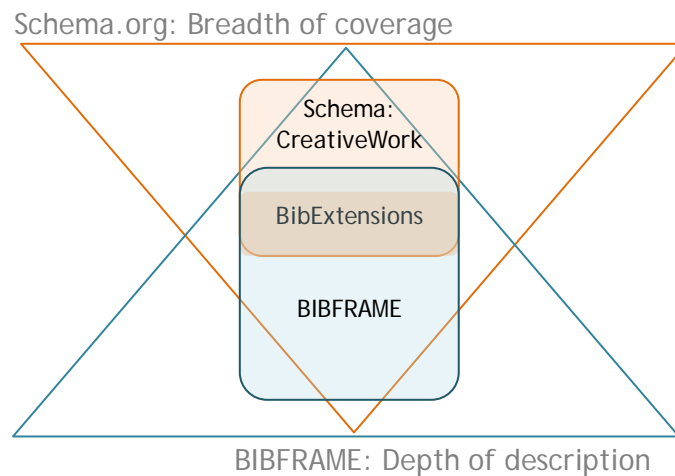 Schema.org: Breadth of coverage
Schema:
CreativeWork
BibExtensions
BIBFRAME
BIBFRAME: Depth of description